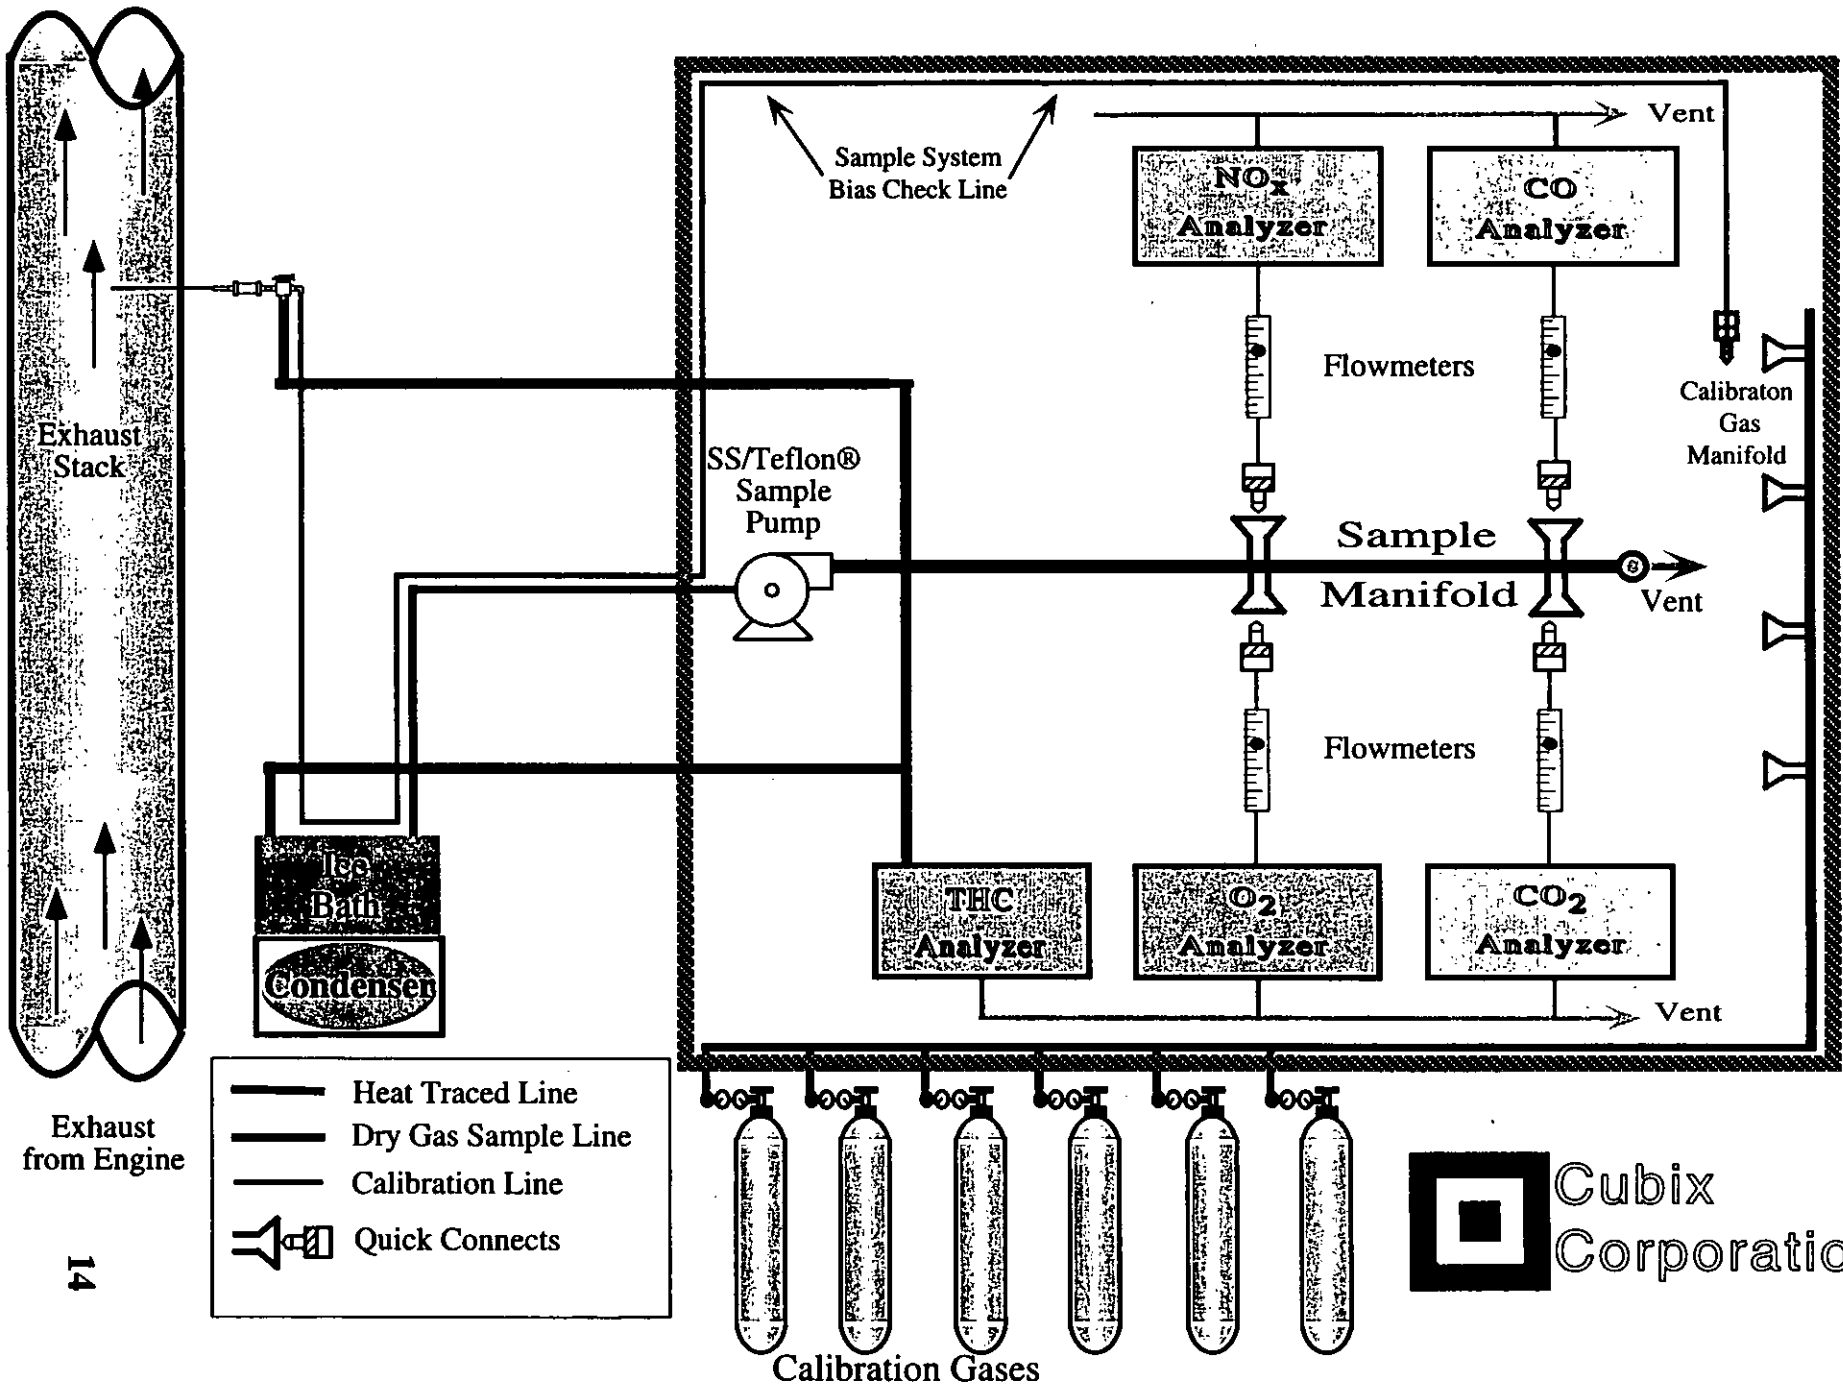 Vent
Sample System
Bias Check Line
NOx
Analyzer
CO
Analyzer
Flowmeters
Calibraton
Gas
Manifold
Exhaust
Stack
SS/Teflon®
Sample
Pump
Sample
Manifold
Vent
Flowmeters
Ice
Bath
Condenser
THC
Analyzer
O2
Analyzer
CO2
Analyzer
Vent
Exhaust
from Engine
Heat Traced Line
Dry Gas Sample Line
Calibration Line
Quick Connects
14
Calibration Gases
Cubix
Corporatio